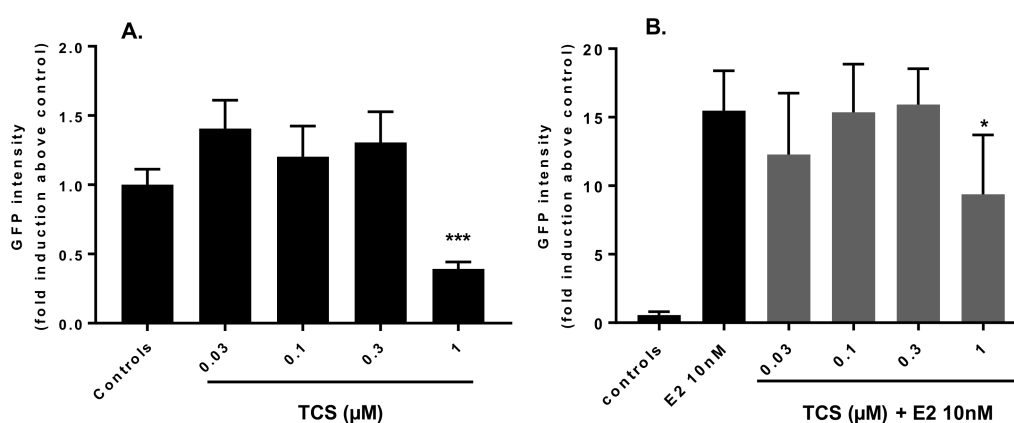 A.
GFP intensity
(fold induction above control)
2.0
1.5
1.0
0.5
0.0
***
Controls
0.03
0.1
0.3
1
TCS (µM)
B.
GFP intensity
(fold induction above control)
20
15
10
5
0
*
controls
E2 10nM
0.03
0.1
0.3
1
TCS (µM) + E2 10nM